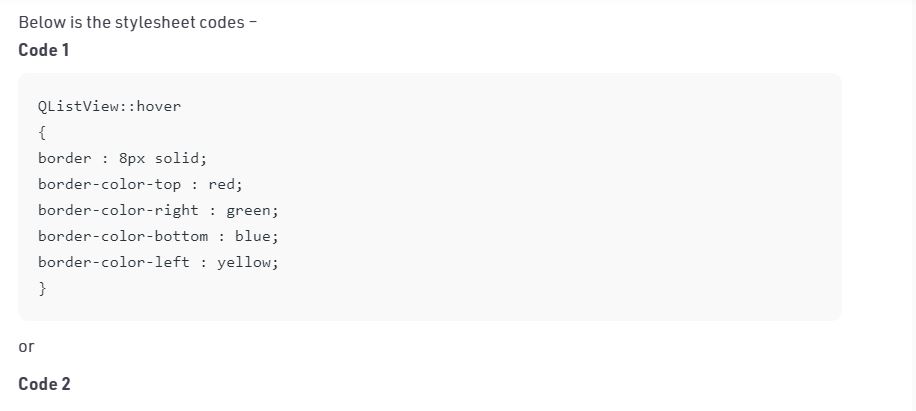 Below is the stylesheet codes –
Code 1
QListView::hover
{
border : 8px solid;
border-color-top : red;
border-color-right : green;
border-color-bottom : blue;
border-color-left : yellow;
}
or
Code 2